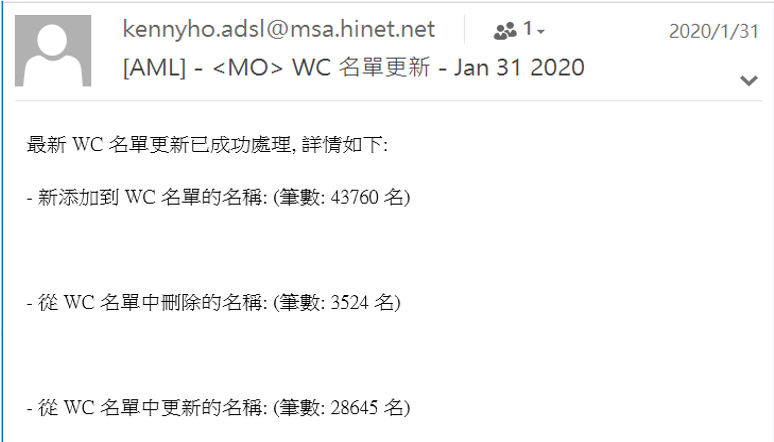 kennyho.adsl@msa.hinet.net
1
2020/1/31
[AML] - <MO> WC 名單更新 - Jan 31 2020
最新 WC 名單更新已成功處理, 詳情如下:
- 新添加到 WC 名單的名稱: (筆數: 43760 名)
- 從 WC 名單中刪除的名稱: (筆數: 3524 名)
- 從 WC 名單中更新的名稱: (筆數: 28645 名)